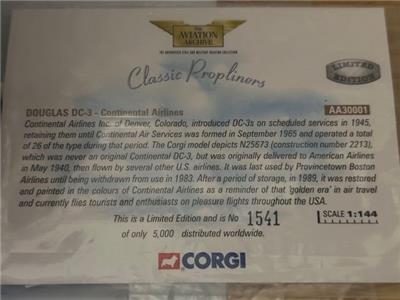 THE
AVIATION
ARCHIVE
THE AUTHENTICATED CIVIL AND MILITARY AVIATION COLLECTION
Classic Propliners
LIMITED
EDITION
DOUGLAS DC-3 - Continental Airlines
AA30001
Continental Airlines Inc. of Denver, Colorado, introduced DC-3s on scheduled services in 1945,
retaining them until Continental Air Services was formed in September 1965 and operated a total
of 26 of the type during that period. The Corgi model depicts N25673 (construction number 2213),
which was never an original Continental DC-3, but was originally delivered to American Airlines
in May 1940, then flown by several other U.S. airlines. It was last used by Provincetown Boston
Airlines until being withdrawn from use in 1983. After a period of storage, in 1989, it was restored
and painted in the colours of Continental Airlines as a reminder of that 'golden era' in air travel
and currently flies tourists and enthusiasts on pleasure flights throughout the USA.
This is a Limited Edition and is No 1541
SCALE 1:144
of only 5,000 distributed worldwide.
CORGI